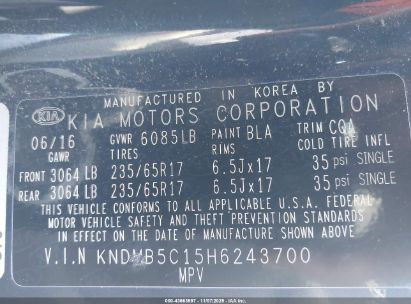 MANUFACTURED IN KOREA BY
KIA KIA MOTORS CORPORATION
06/16 GVWR 6085LB PAINT BLA TRIM CQA
GAWR TIRES RIMS COLD TIRE INFL
FRONT 3064 LB 235/65R17 6.5Jx17 35 psi SINGLE
REAR 3064 LB 235/65R17 6.5Jx17 35 psi SINGLE
THIS VEHICLE CONFORMS TO ALL APPLICABLE U.S.A. FEDERAL
MOTOR VEHICLE SAFETY AND THEFT PREVENTION STANDARDS
IN EFFECT ON THE DATE OF MANUFACTURE SHOWN ABOVE.
V.I.N B5C15H6243700
MPV